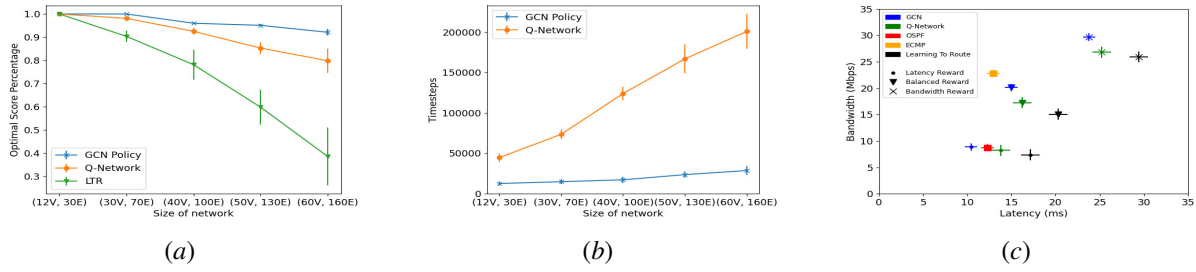 Optimal Score Percentage
1.0
0.9
0.8
0.7
0.6
0.5
0.4
0.3
GCN Policy
Q-Network
LTR
(12V, 30E) (30V, 70E) (40V, 100E) (50V, 130E) (60V, 160E)
Size of network
(a)
Timesteps
200000
150000
100000
50000
0
GCN Policy
Q-Network
(12V, 30E) (30V, 70E) (40V, 100E) (50V, 130E) (60V, 160E)
Size of network
(b)
Bandwidth (Mbps)
35
30
25
20
15
10
5
0
GCN
Q-Network
OSPF
ECMP
Learning To Route
Latency Reward
Balanced Reward
Bandwidth Reward
0 5 10 15 20 25 30 35
Latency (ms)
(c)